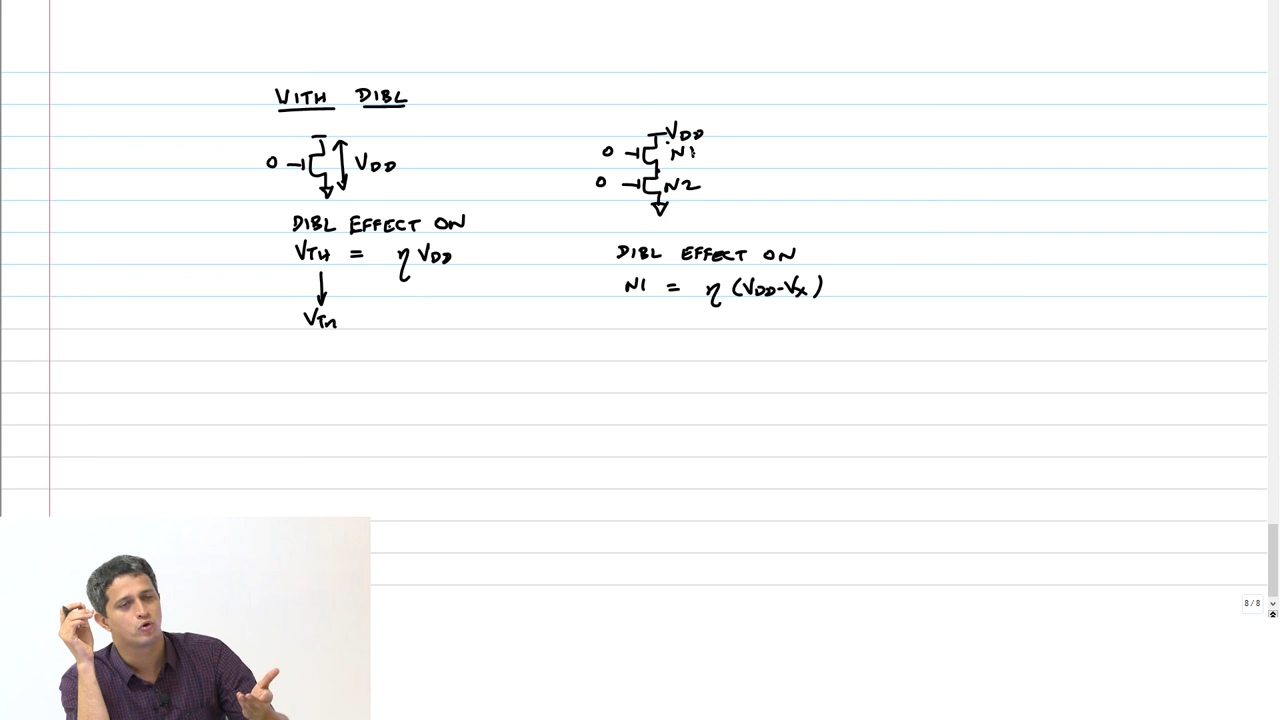 WITH DIBL
0 VDD
DIBL EFFECT ON
VTH = η VDD
VTn
VDD
0 N1
0 N2
DIBL EFFECT ON
N1 = η (VDD-Vx)
8/8